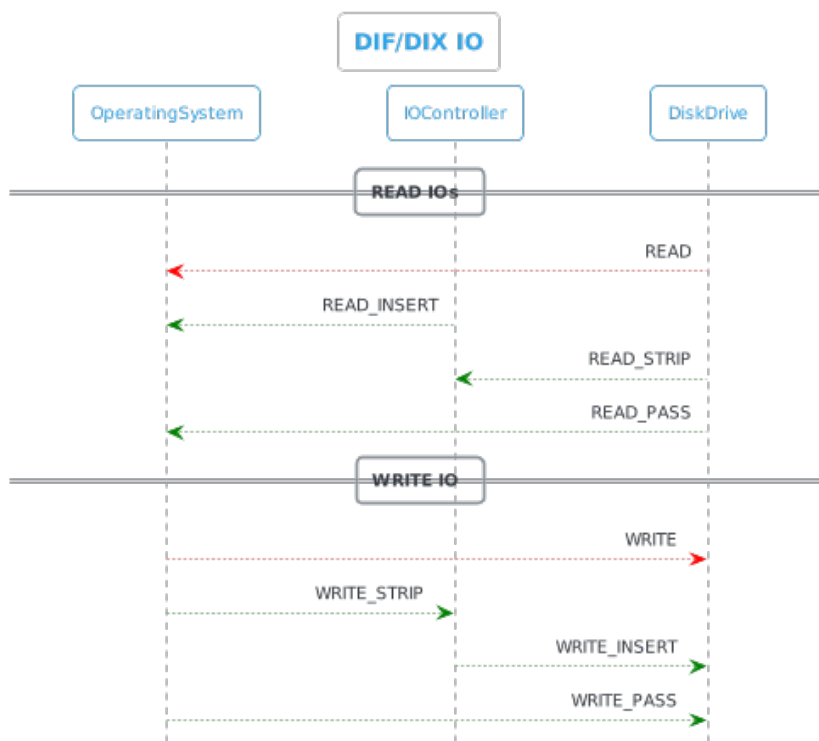 DIF/DIX IO
OperatingSystem
IOController
DiskDrive
READ IOs
READ
READ_INSERT
READ_STRIP
READ_PASS
WRITE IO
WRITE
WRITE_STRIP
WRITE_INSERT
WRITE_PASS